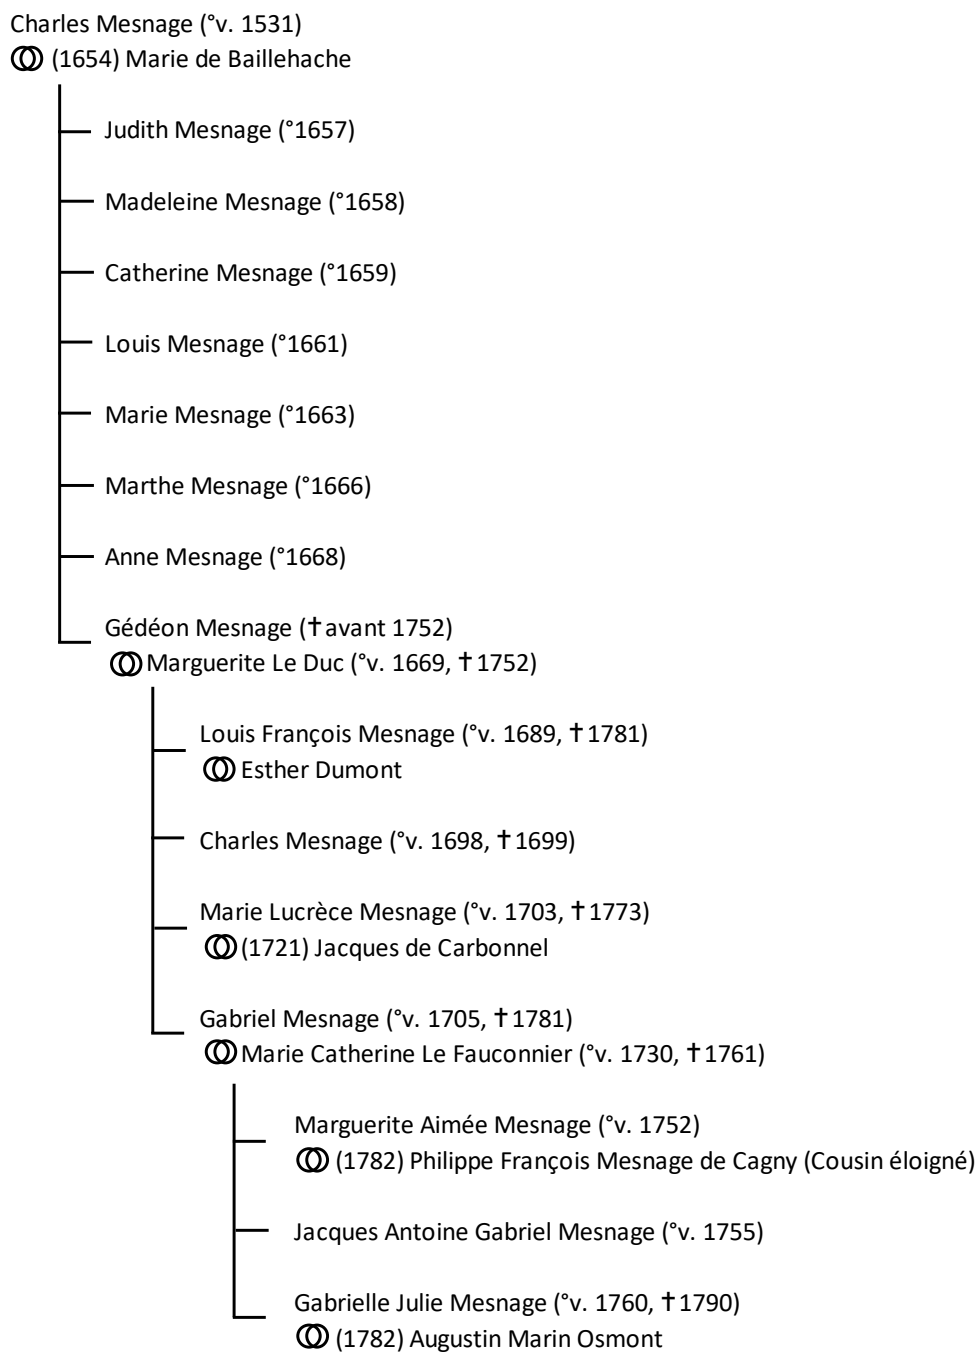 Charles Mesnage (°v. 1531)
(1654) Marie de Baillehache
Judith Mesnage (°1657)
Madeleine Mesnage (°1658)
Catherine Mesnage (°1659)
Louis Mesnage (°1661)
Marie Mesnage (°1663)
Marthe Mesnage (°1666)
Anne Mesnage (°1668)
Gédéon Mesnage (✝avant 1752)
Marguerite Le Duc (°v. 1669, ✝1752)
Louis François Mesnage (°v. 1689, ✝1781)
Esther Dumont
Charles Mesnage (°v. 1698, ✝1699)
Marie Lucrèce Mesnage (°v. 1703, ✝1773)
(1721) Jacques de Carbonnel
Gabriel Mesnage (°v. 1705, ✝1781)
Marie Catherine Le Fauconnier (°v. 1730, ✝1761)
Marguerite Aimée Mesnage (°v. 1752)
(1782) Philippe François Mesnage de Cagny (Cousin éloigné)
Jacques Antoine Gabriel Mesnage (°v. 1755)
Gabrielle Julie Mesnage (°v. 1760, ✝1790)
(1782) Augustin Marin Osmont